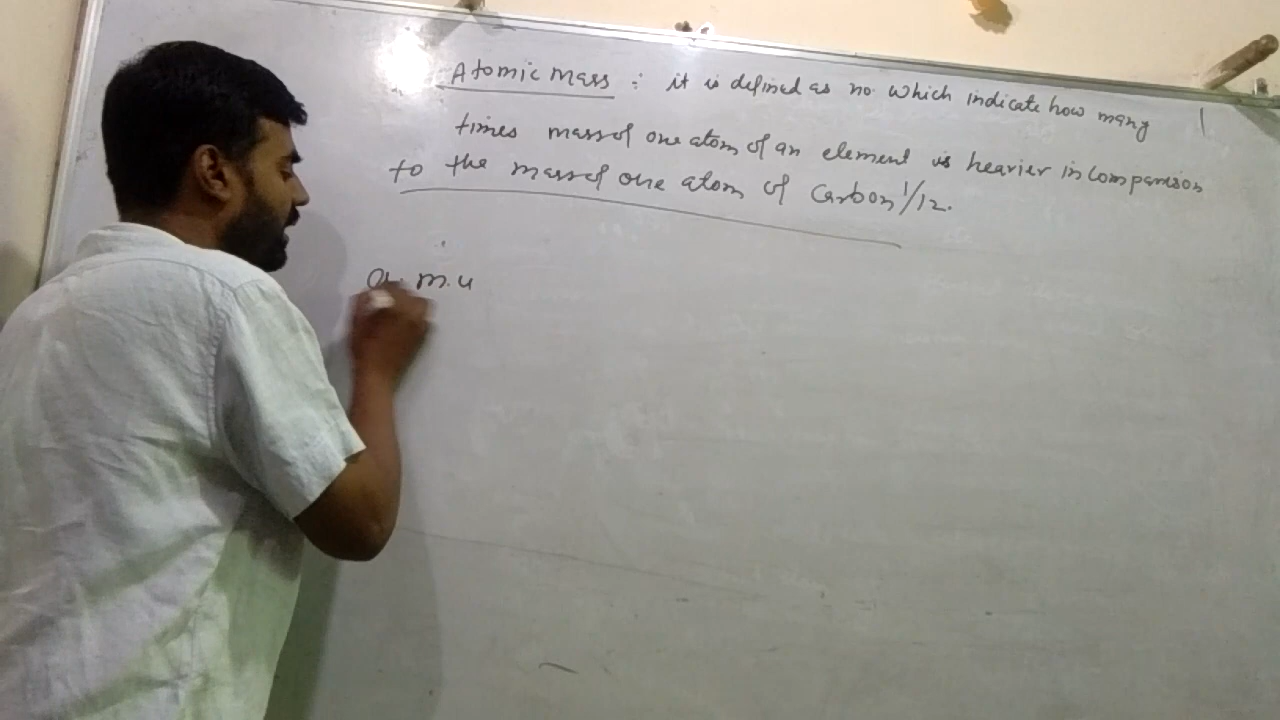 Atomic Mass : it is defined as no. which indicate how many
times mass of one atom of an element is heavier in comparison
to the mass of one atom of Carbon 1/12.
a. m. u